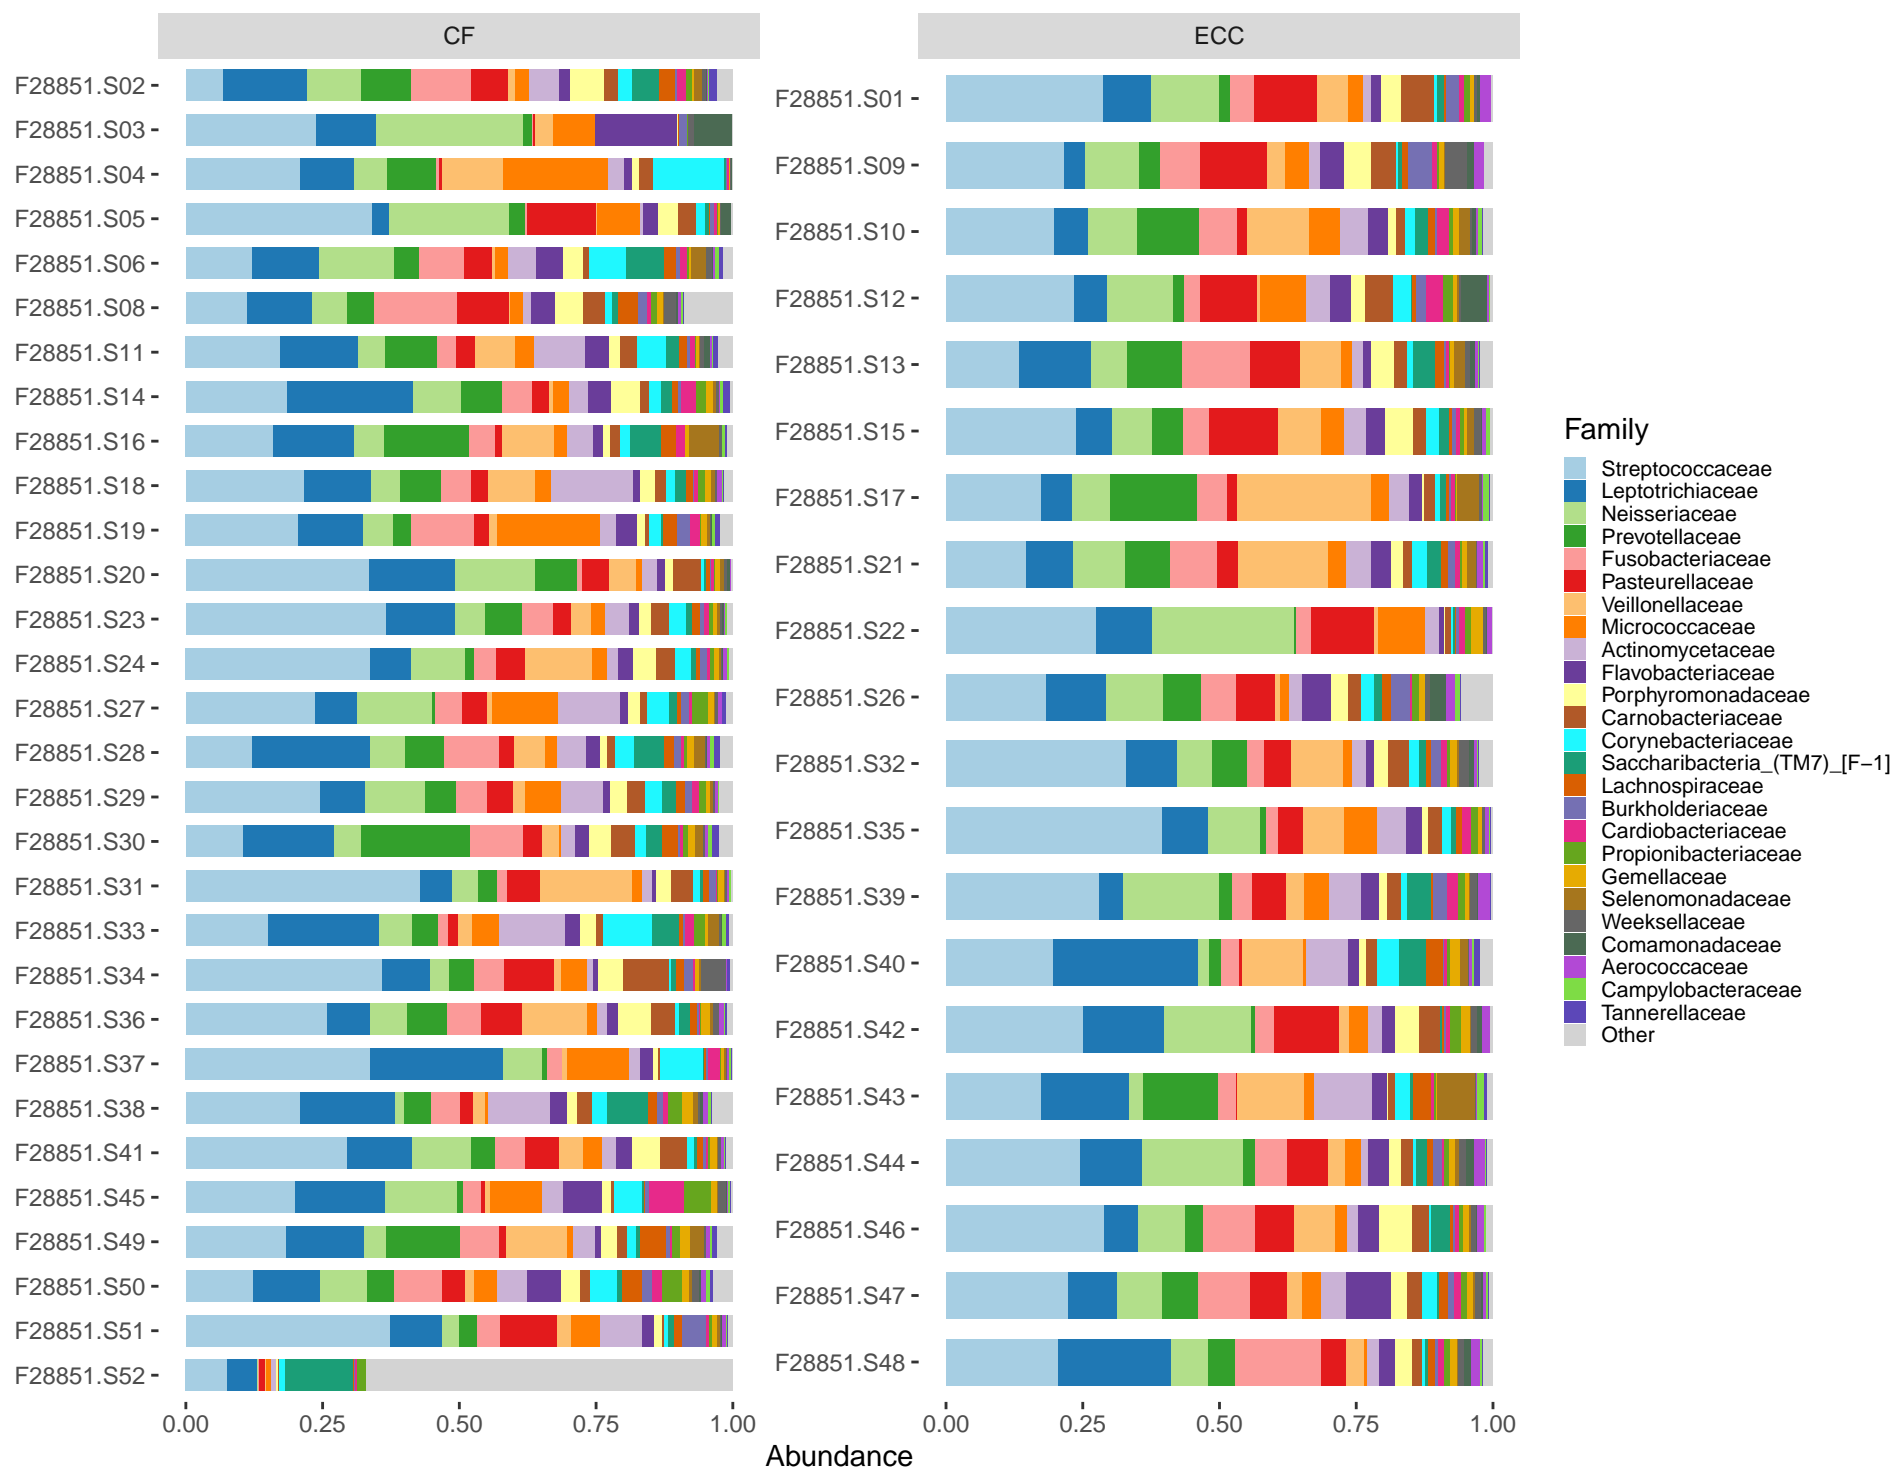 CF
F28851.S02
F28851.S03
F28851.S04
F28851.S05
F28851.S06
F28851.S08
F28851.S11
F28851.S14
F28851.S16
F28851.S18
F28851.S19
F28851.S20
F28851.S23
F28851.S24
F28851.S27
F28851.S28
F28851.S29
F28851.S30
F28851.S31
F28851.S33
F28851.S34
F28851.S36
F28851.S37
F28851.S38
F28851.S41
F28851.S45
F28851.S49
F28851.S50
F28851.S51
F28851.S52
0.00 0.25 0.50 0.75 1.00
ECC
F28851.S01
F28851.S09
F28851.S10
F28851.S12
F28851.S13
F28851.S15
F28851.S17
F28851.S21
F28851.S22
F28851.S26
F28851.S32
F28851.S35
F28851.S39
F28851.S40
F28851.S42
F28851.S43
F28851.S44
F28851.S46
F28851.S47
F28851.S48
0.00 0.25 0.50 0.75 1.00
Abundance
Family
Streptococcaceae
Leptotrichiaceae
Neisseriaceae
Prevotellaceae
Fusobacteriaceae
Pasteurellaceae
Veillonellaceae
Micrococcaceae
Actinomycetaceae
Flavobacteriaceae
Porphyromonadaceae
Carnobacteriaceae
Corynebacteriaceae
Saccharibacteria_(TM7)_[F−1]
Lachnospiraceae
Burkholderiaceae
Cardiobacteriaceae
Propionibacteriaceae
Gemellaceae
Selenomonadaceae
Weeksellaceae
Comamonadaceae
Aerococcaceae
Campylobacteraceae
Tannerellaceae
Other